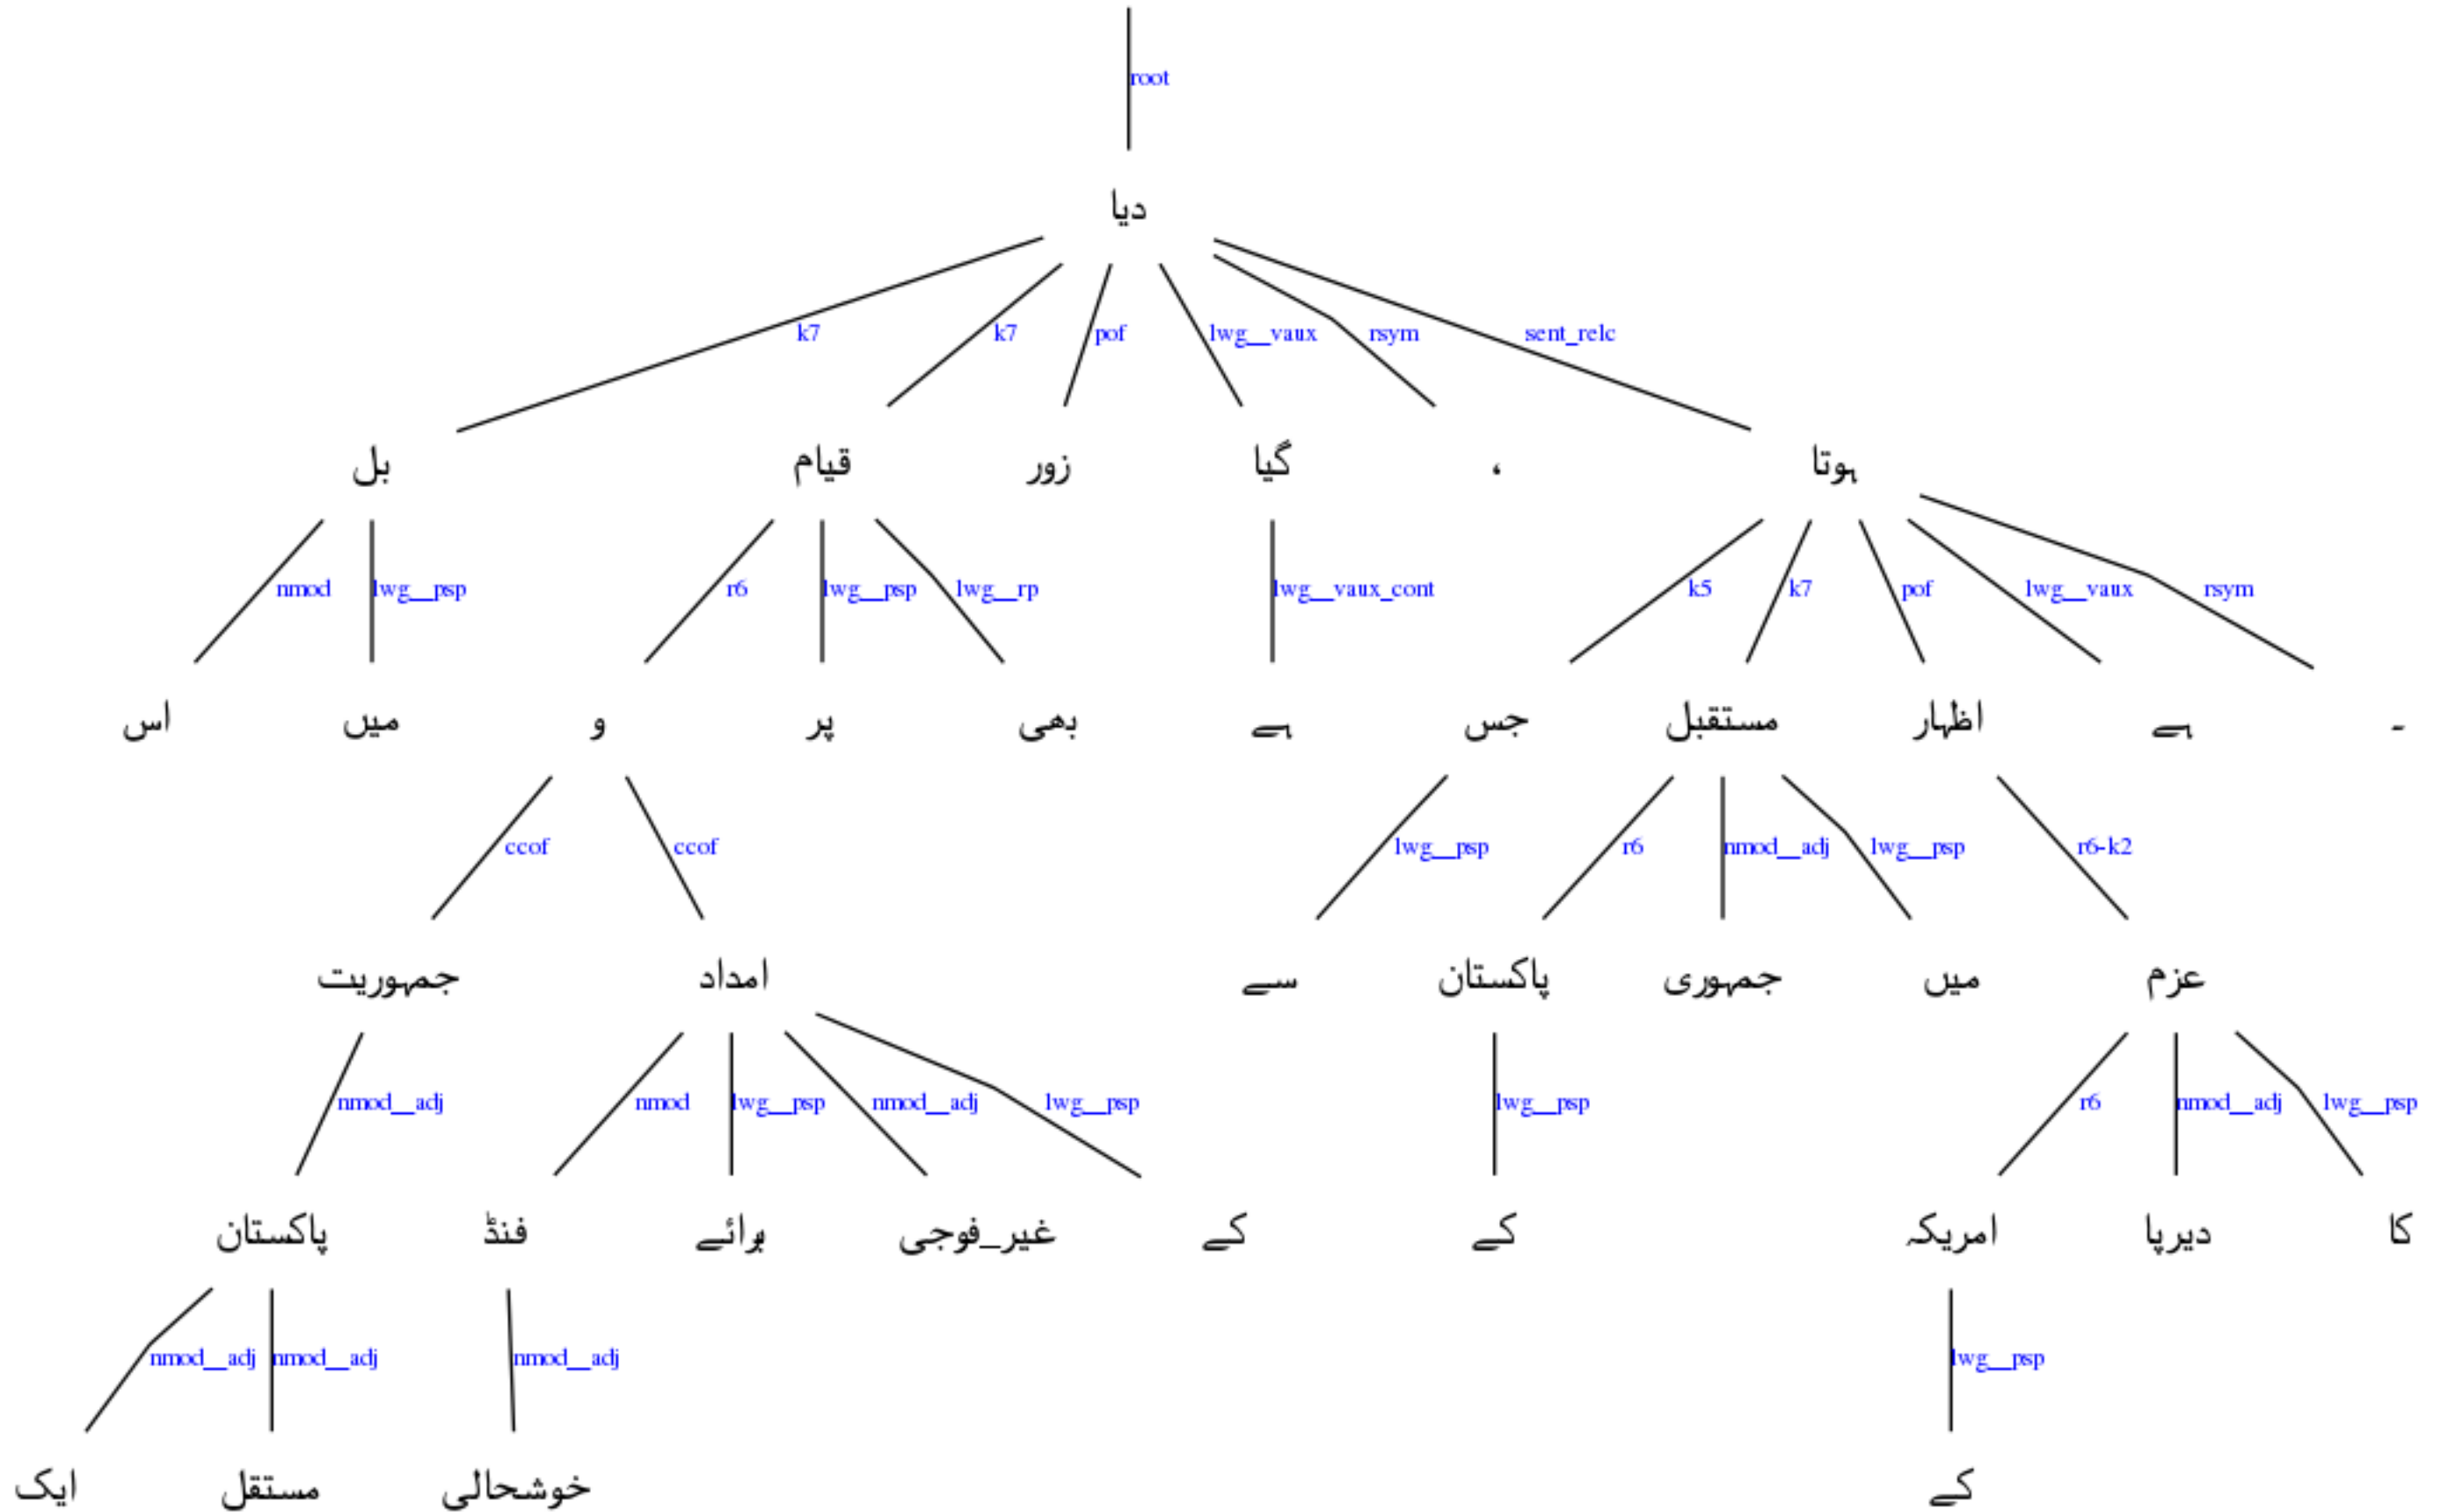 root
دیا
k7 k7 pof lwg__vaux rsym sent_relc
بل قیام زور گیا ، ہوتا
nmod lwg__psp r6 lwg__psp lwg__rp lwg__vaux_cont k5 k7 pof lwg__vaux rsym
اس میں و پر بھی ہے جس مستقبل اظہار ہے ۔
ccof ccof lwg__psp r6 nmod__adj lwg__psp r6-k2
جمہوریت امداد سے پاکستان جمہوری میں عزم
nmod__adj nmod lwg__psp nmod__adj lwg__psp lwg__psp r6 nmod__adj lwg__psp
پاکستان فنڈ برائے غیر_فوجی کے کے امریکہ دیرپا کا
nmod__adj nmod__adj nmod__adj lwg__psp
ایک مستقل خوشحالی کے